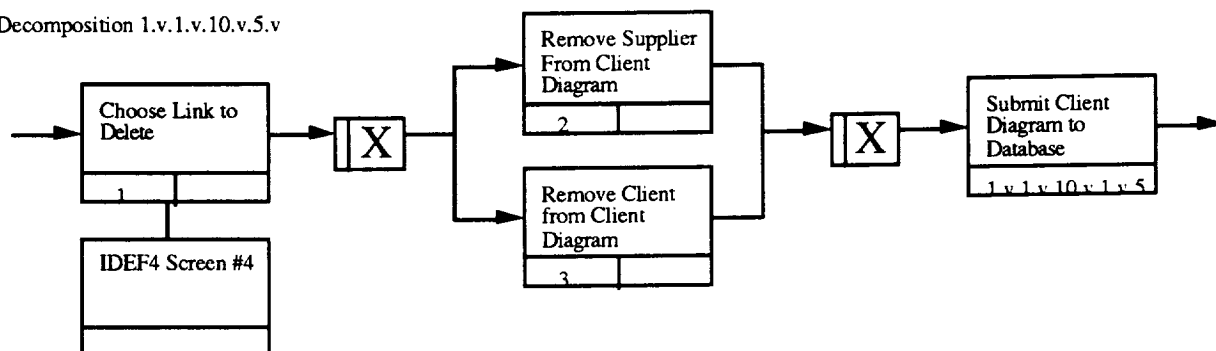 Decomposition 1.v.1.v.10.v.5.v
Choose Link to
Delete
1
IDEF4 Screen #4
X
Remove Supplier
From Client
Diagram
2
Remove Client
from Client
Diagram
3
X
Submit Client
Diagram to
Database
1.v.1.v.10.v.1.v.5